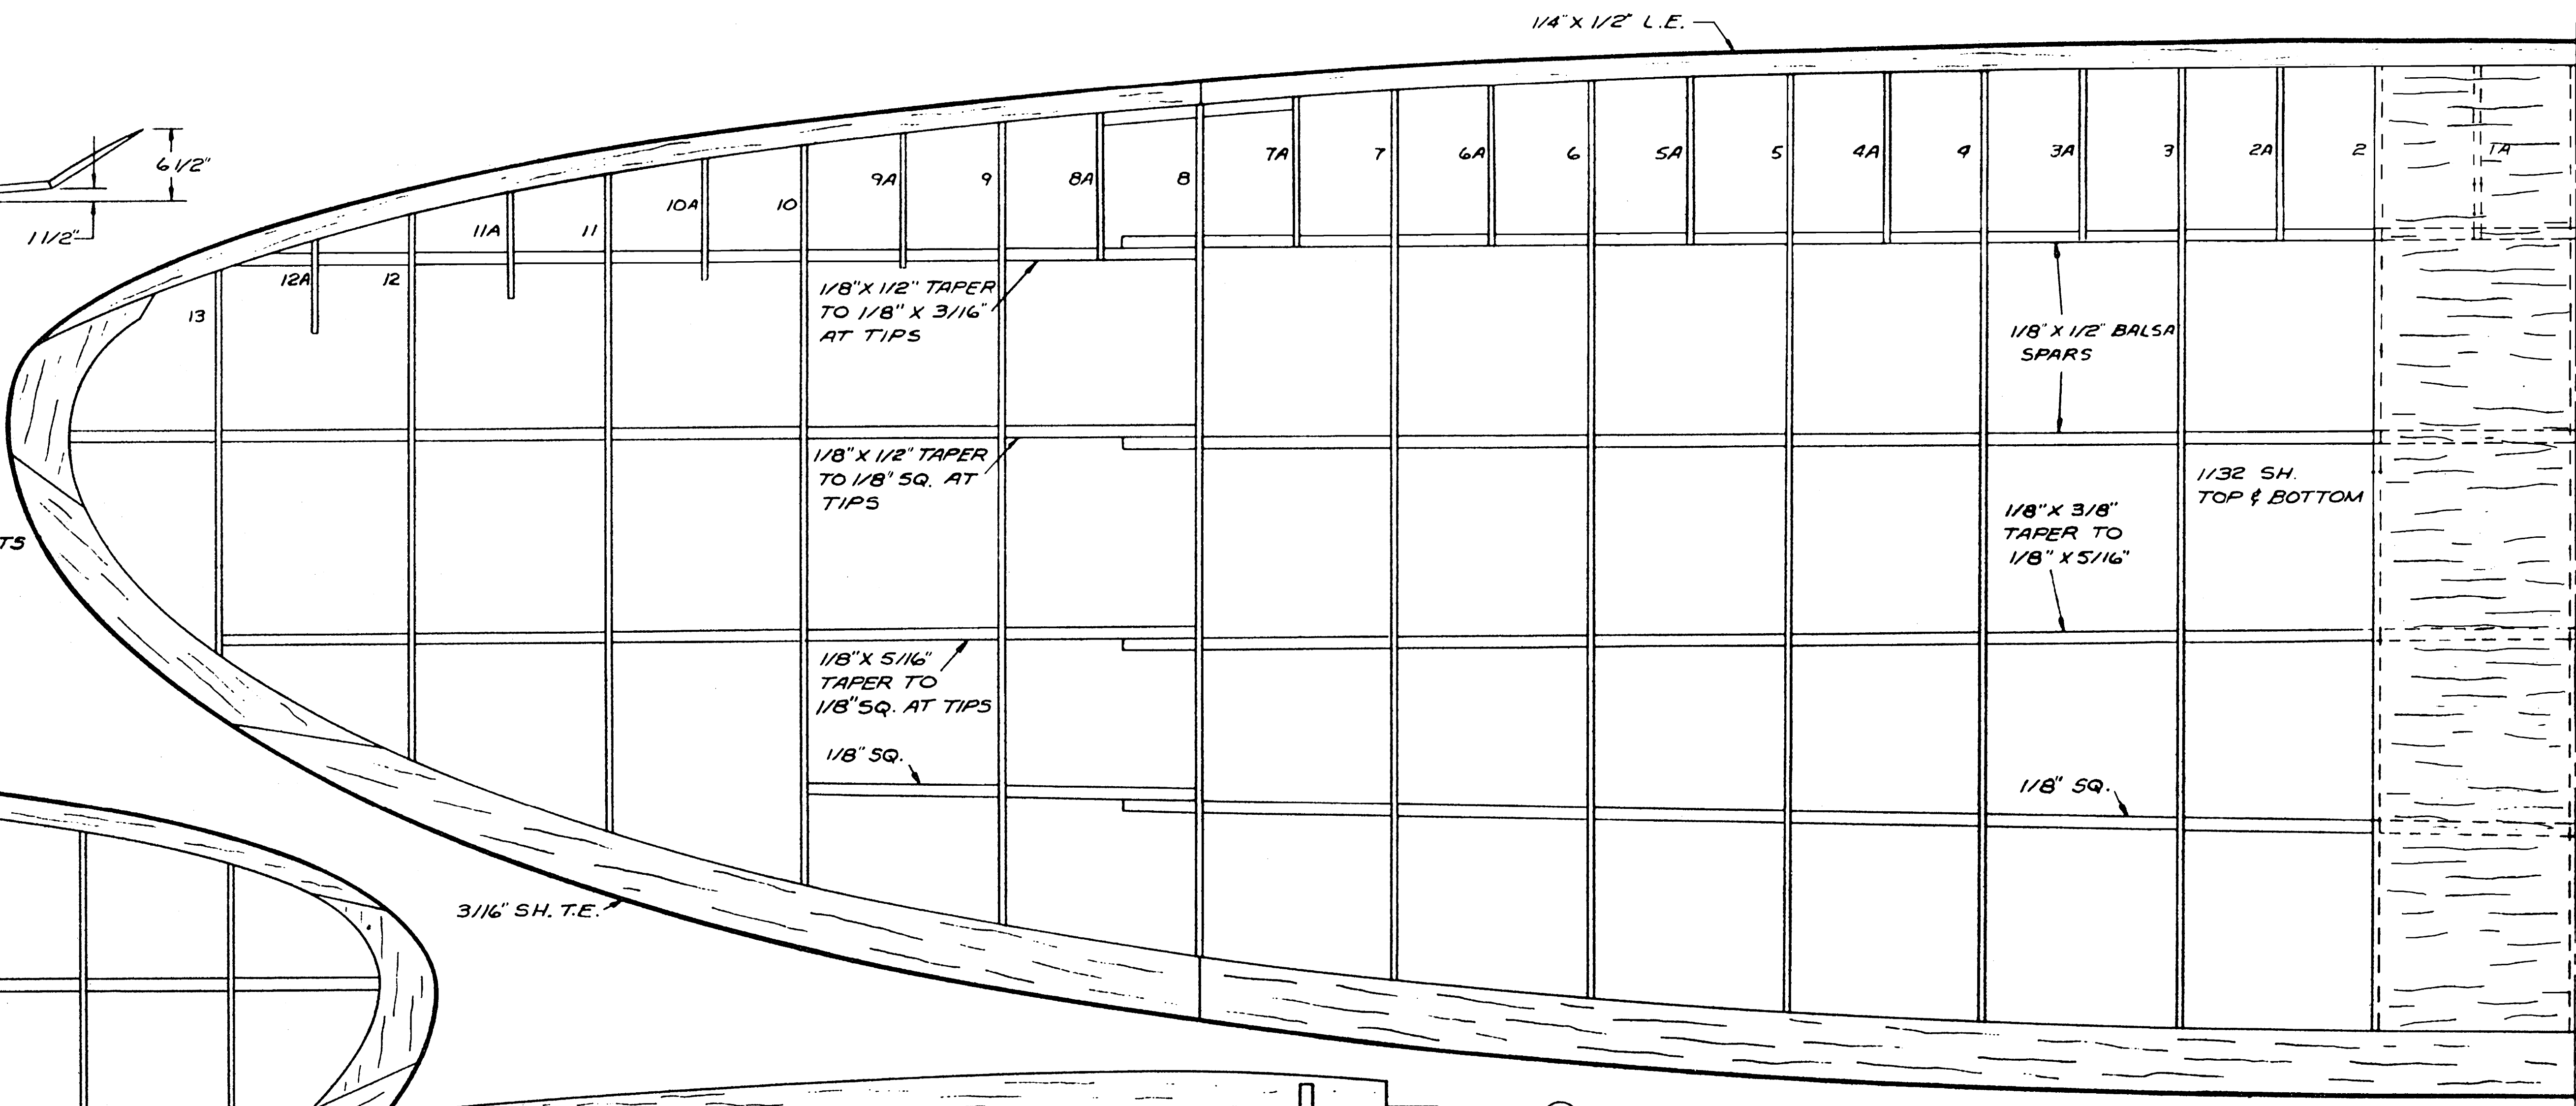 1/4" X 1/2" L.E.
6 1/2"
1 1/2"
13
12A
12
11A
11
10A
10
9A
9
8A
8
7A
7
6A
6
5A
5
4A
4
3A
3
2A
2
1A
1/8" X 1/2" TAPER
TO 1/8" X 3/16"
AT TIPS
1/8" X 1/2" BALSA
SPARS
1/8" X 1/2" TAPER
TO 1/8" SQ. AT
TIPS
1/32 SH.
TOP & BOTTOM
1/8" X 3/8"
TAPER TO
1/8" X 5/16"
TS
1/8" X 5/16"
TAPER TO
1/8" SQ. AT TIPS
1/8" SQ.
1/8" SQ.
3/16" SH. T.E.